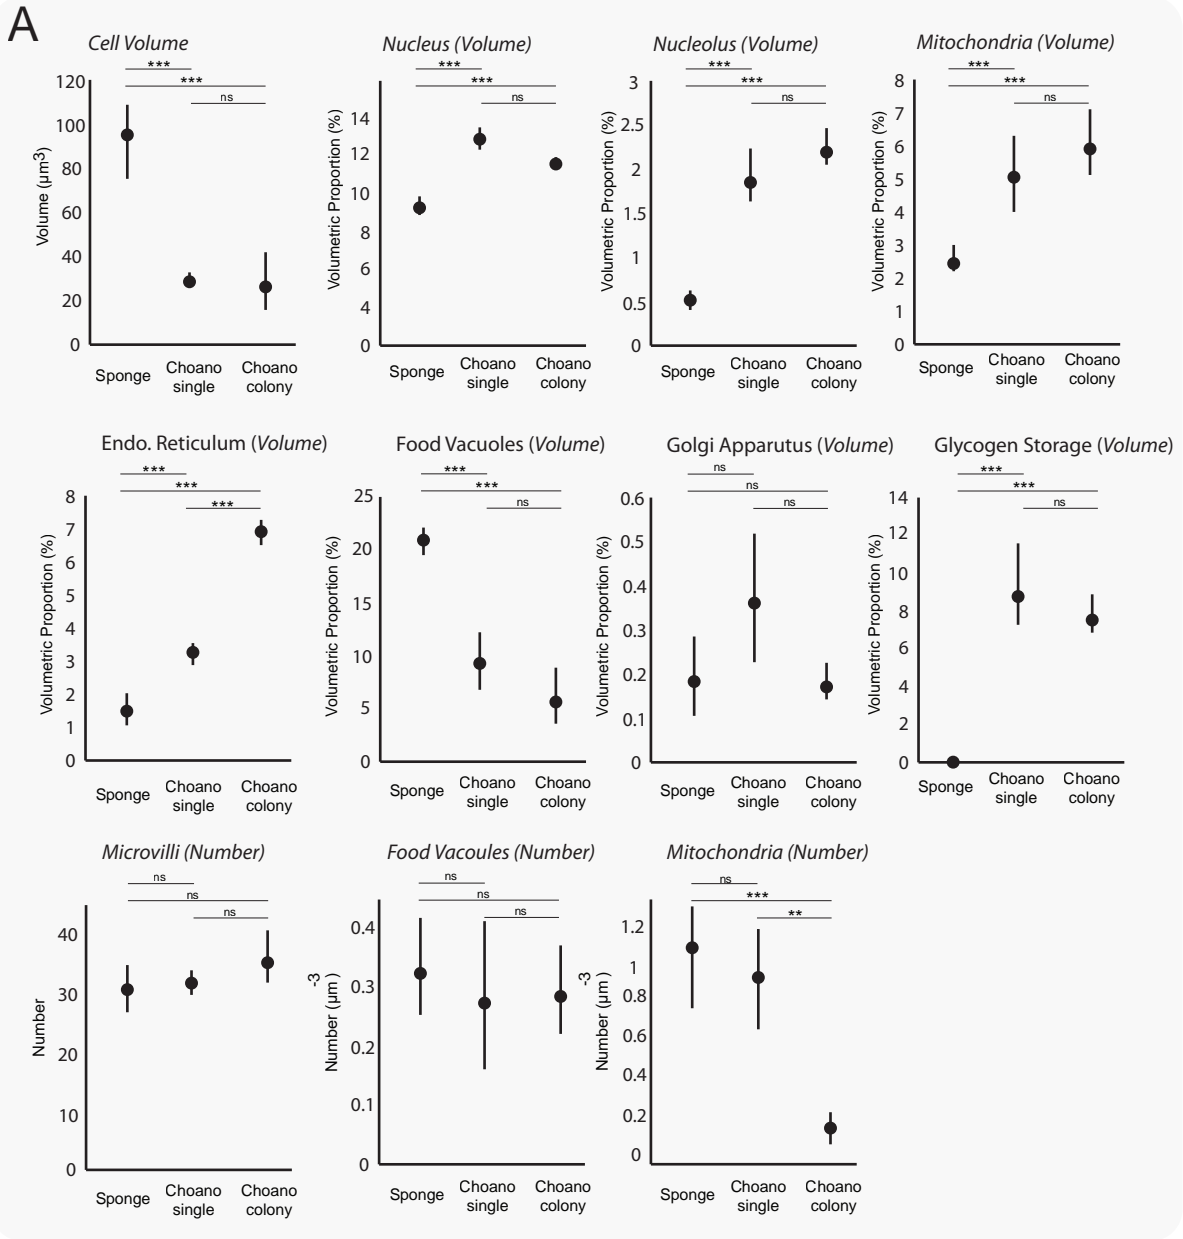 A
Cell Volume
***
***
ns
120
100
80
60
40
20
0
Volume (µm3)
Sponge
Choano
single
Choano
colony
Nucleus (Volume)
***
***
ns
14
12
10
8
6
4
0
Volumetric Proportion (%)
Sponge
Choano
single
Choano
colony
Nucleolus (Volume)
***
***
ns
3
2.5
2
1.5
1
0.5
0
Volumetric Proportion (%)
Sponge
Choano
single
Choano
colony
Mitochondria (Volume)
***
***
ns
8
7
6
5
4
3
2
1
0
Volumetric Proportion (%)
Sponge
Choano
single
Choano
colony
Endo. Reticulum (Volume)
***
***
***
8
7
6
5
4
3
2
1
0
Volumetric Proportion (%)
Sponge
Choano
single
Choano
colony
Food Vacuoles (Volume)
***
***
ns
25
20
15
10
5
0
Volumetric Proportion (%)
Sponge
Choano
single
Choano
colony
Golgi Apparutus (Volume)
ns
ns
ns
0.6
0.5
0.4
0.3
0.2
0.1
0
Volumetric Proportion (%)
Sponge
Choano
single
Choano
colony
Glycogen Storage (Volume)
***
***
ns
14
12
10
8
6
4
2
0
Volumetric Proportion (%)
Sponge
Choano
single
Choano
colony
Microvilli (Number)
ns
ns
ns
40
30
20
10
0
Number
Sponge
Choano
single
Choano
colony
Food Vacoules (Number)
ns
ns
ns
0.4
0.3
0.2
0.1
0
Number (µm-3)
Sponge
Choano
single
Choano
colony
Mitochondria (Number)
ns
***
**
1.2
1
0.8
0.6
0.4
0.2
0
Number (µm-3)
Sponge
Choano
single
Choano
colony